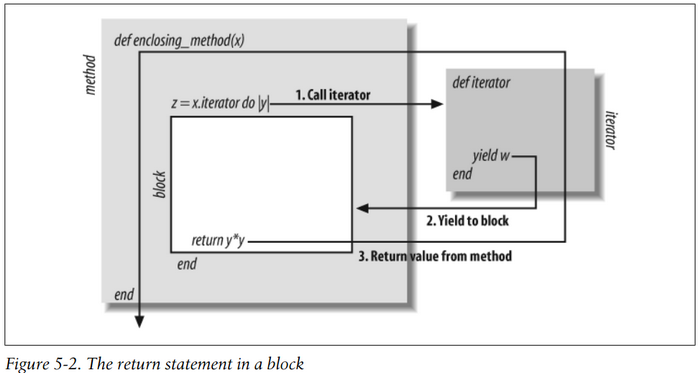 def enclosing_method(x)
method
z = x.iterator do |y|
1. Call iterator
def iterator
iterator
yield w
end
block
2. Yield to block
return y*y
3. Return value from method
end
end
Figure 5-2. The return statement in a block